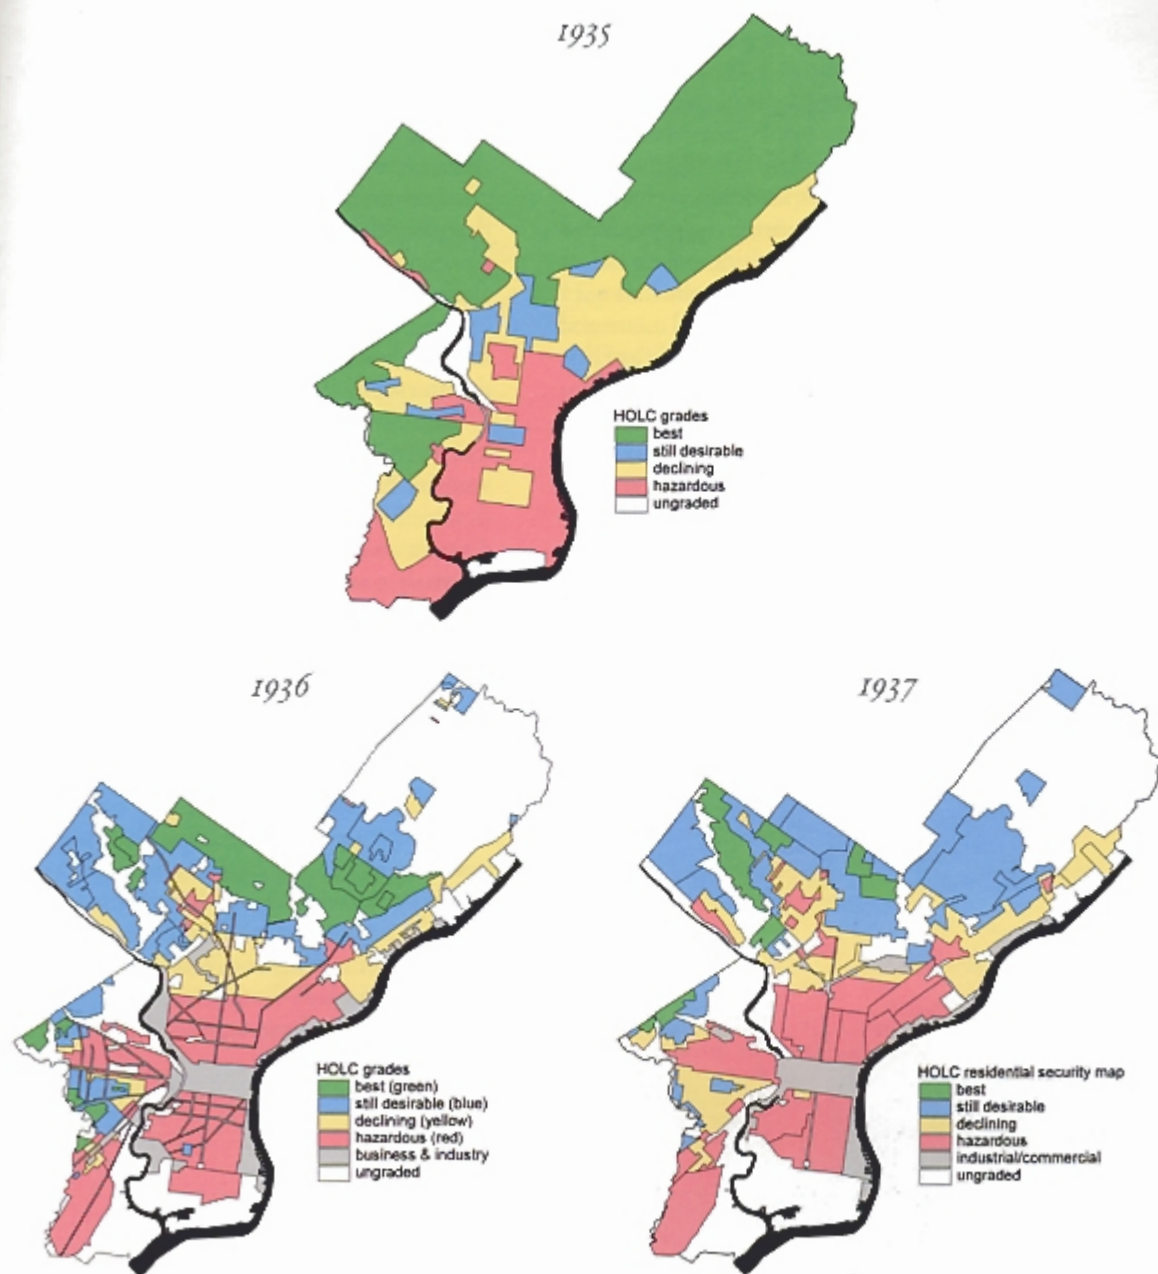 1935
HOLC grades
best
still desirable
declining
hazardous
ungraded
1936
1937
HOLC grades
best (green)
still desirable (blue)
declining (yellow)
hazardous (red)
business & industry
ungraded
HOLC residential security map
best
still desirable
declining
hazardous
industrial/commercial
ungraded